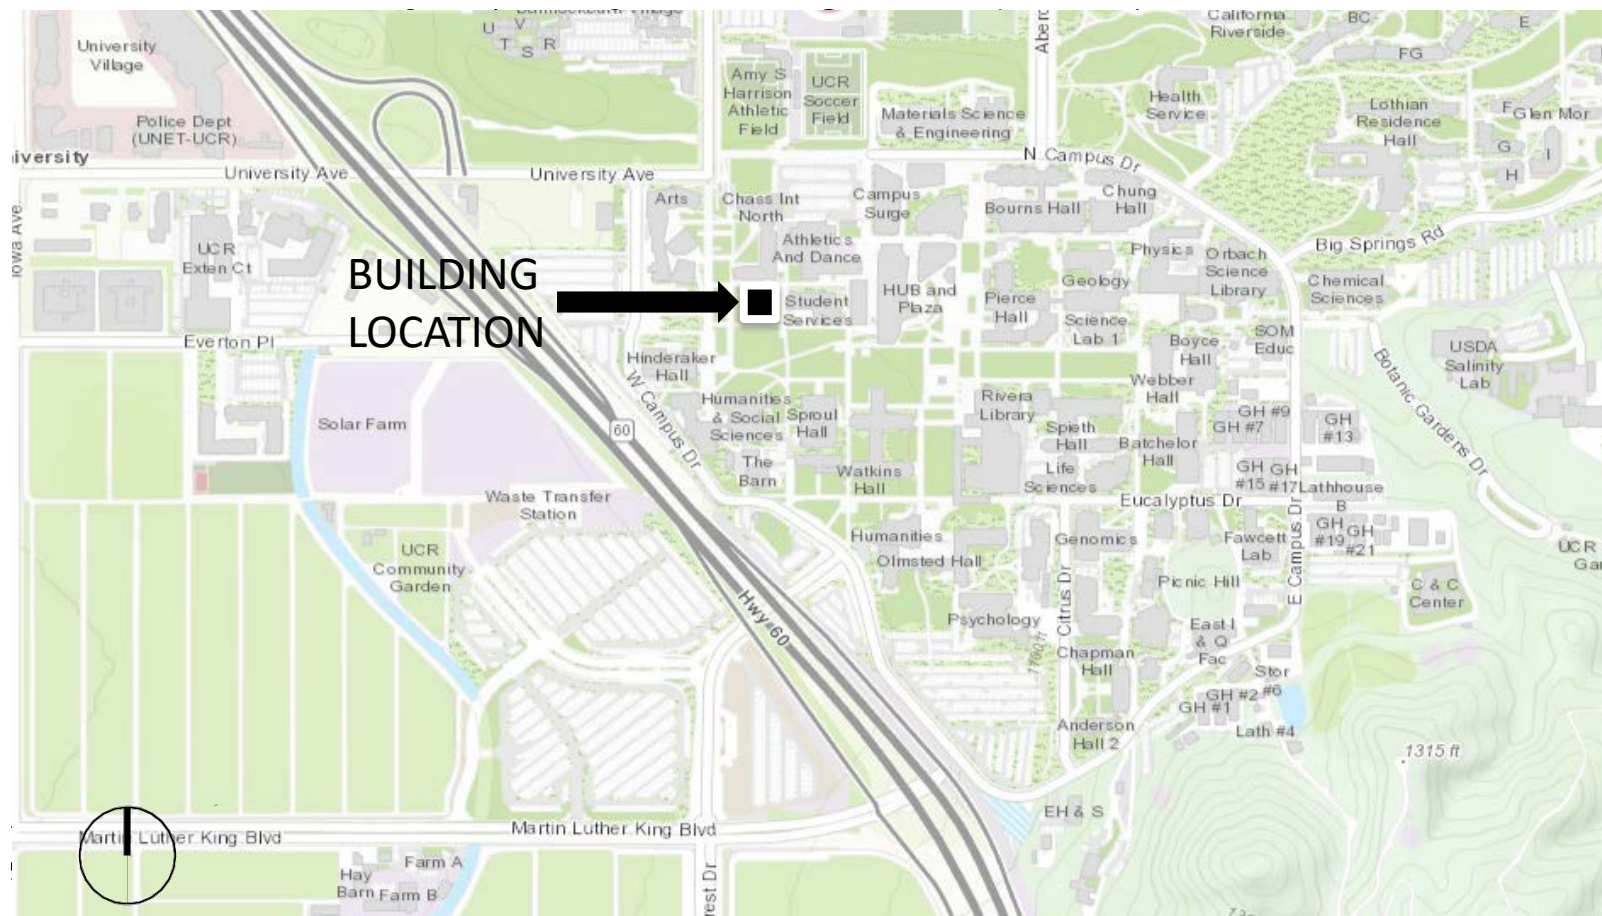 University
Village
Police Dept
(UNET-UCR)
University Ave
University Ave
Iowa Ave
UCR
Exten Ct
U
V
T
S
R
Amy S
Harrison
Athletic
Field
UCR
Soccer
Field
Materials Science
& Engineering
California
Riverside
BC
E
FG
Health
Service
Lothian
Residence
Hall
F
Glen Mor
G
I
H
N Campus Dr
Arts
Chass Int
North
Campus
Surge
Bourns Hall
Chung
Hall
Athletics
And Dance
Physics
Orbach
Science
Library
Big Springs Rd
BUILDING
LOCATION
Student
Services
HUB and
Plaza
Pierce
Hall
Geology
Chemical
Sciences
Science
Lab 1
Boyce
Hall
SOM
Educ
USDA
Salinity
Lab
Everton Pl
Hinderaker
Hall
W Campus Dr
Webber
Hall
Botanic Gardens Dr
Solar Farm
60
Humanities
& Social
Sciences
Sproul
Hall
Rivera
Library
Spieth
Hall
Batchelor
Hall
GH #9
GH #7
GH
#13
The
Barn
Watkins
Hall
Life
Sciences
GH
#15
GH
#17
Lathhouse
B
Waste Transfer
Station
Eucalyptus Dr
UCR
Community
Garden
Humanities
Olmsted Hall
Genomics
Fawcett
Lab
GH
#19
GH
#21
UCR
E Campus Dr
Picnic Hill
C & C
Center
Hwy 60
Psychology
Citrus Dr
East I
& Q
Fac
Chapman
Hall
Stor
#6
GH #2
GH #1
Anderson
Hall 2
Lath #4
1315 ft
EH & S
Martin Luther King Blvd
Martin Luther King Blvd
Hay
Barn
Farm A
Farm B